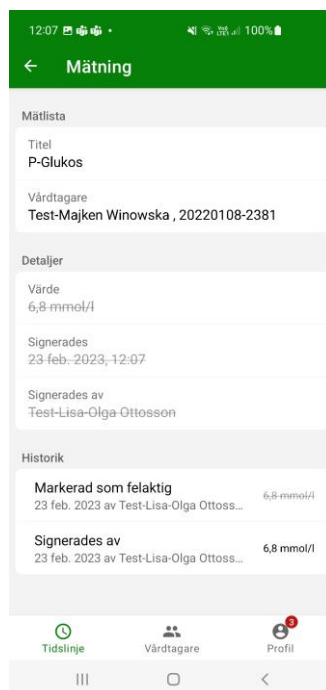 12:07 100%
Mätning
Mätlista
Titel
P-Glukos
Vårdtagare
Test-Majken Winowska , 20220108-2381
Detaljer
Värde
6,8 mmol/l
Signerades
23 feb. 2023, 12:07
Signerades av
Test-Lisa-Olga Ottosson
Historik
Markerad som felaktig
6,8 mmol/l
23 feb. 2023 av Test-Lisa-Olga Ottoss...
Signerades av
6,8 mmol/l
23 feb. 2023 av Test-Lisa-Olga Ottoss...
3
Tidslinje Vårdtagare Profil